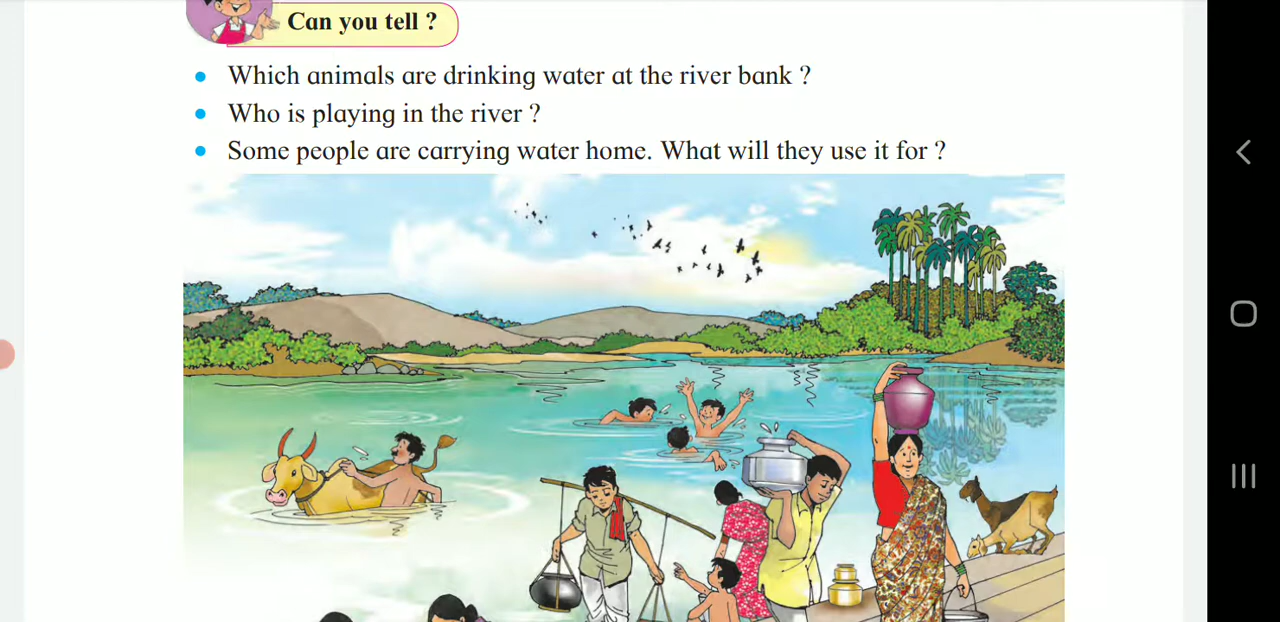 Can you tell ?
• Which animals are drinking water at the river bank ?
• Who is playing in the river ?
• Some people are carrying water home. What will they use it for ?